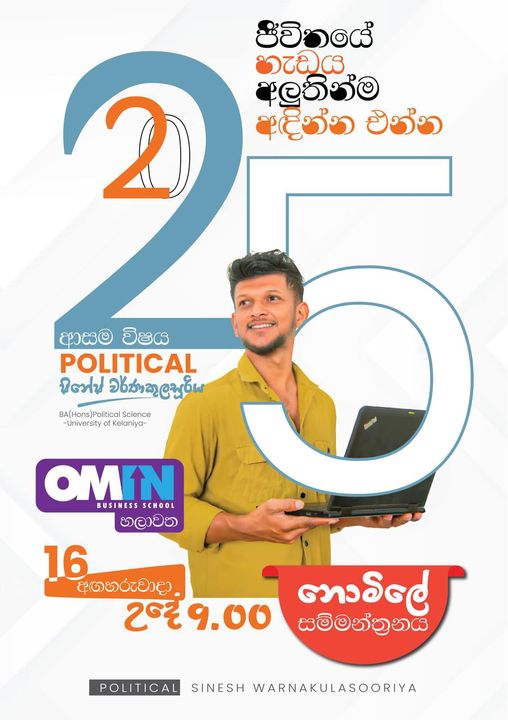 ජීවිතයේ
හැඩය
අලුතින්ම
අඳින්න එන්න
2025
ආසම විෂය
POLITICAL
සිනේෂ් වර්ණකුලසූරිය
BA(Hons)Political Science
-University of Kelaniya-
OMIN
BUSINESS SCHOOL
හලාවත
16
අඟහරුවාදා
උදේ 9.00
නොමිලේ
සම්මන්ත්‍රනය
POLITICAL SINESH WARNAKULASOORIYA